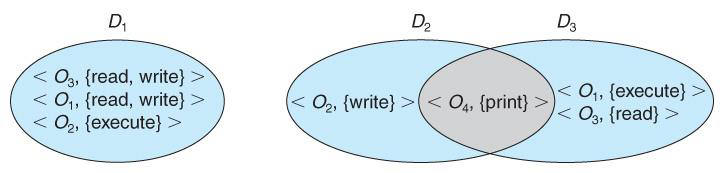 D1
< O3, {read, write} >
< O1, {read, write} >
< O2, {execute} >
D2
D3
< O2, {write} >
< O4, {print} >
< O1, {execute} >
< O3, {read} >